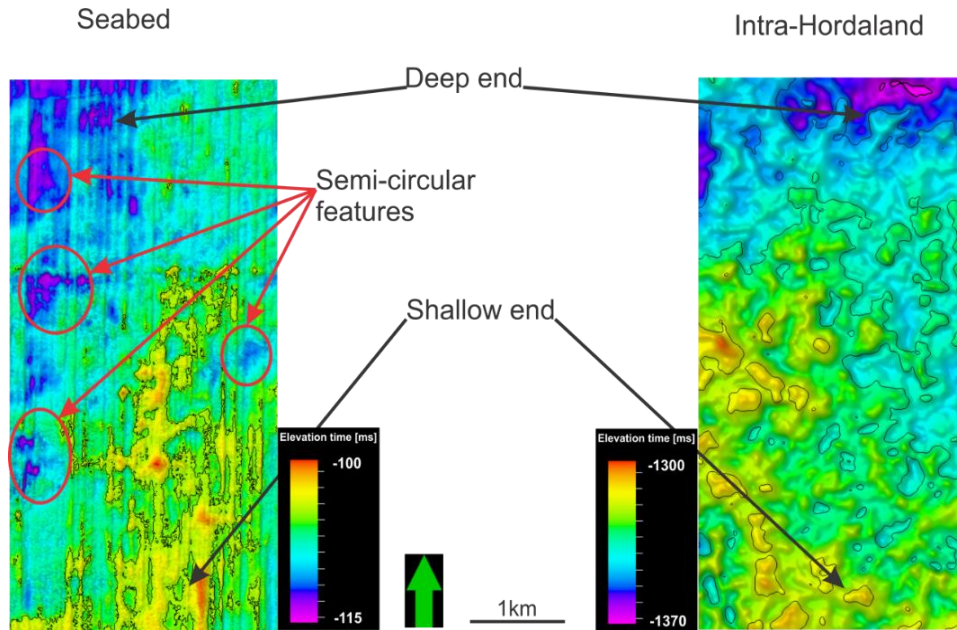 Seabed
Intra-Hordaland
Deep end
Semi-circular
features
Shallow end
Elevation time [ms]
-100
-115
Elevation time [ms]
-1300
-1370
1km